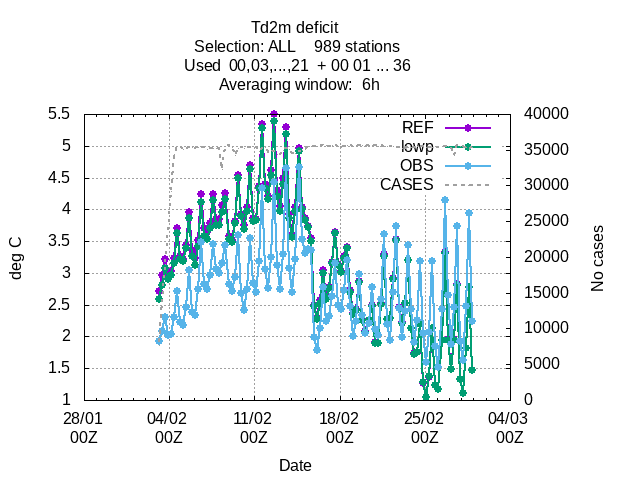 Td2m deficit
Selection: ALL    989 stations
Used  00,03,...,21  + 00 01 ... 36
Averaging window:  6h
5.5
5
4.5
4
3.5
3
2.5
2
1.5
1
deg C
40000
35000
30000
25000
20000
15000
10000
5000
0
No cases
REF
lowp
OBS
CASES
28/01 04/02 11/02 18/02 25/02 04/03
00Z 00Z 00Z 00Z 00Z 00Z
Date